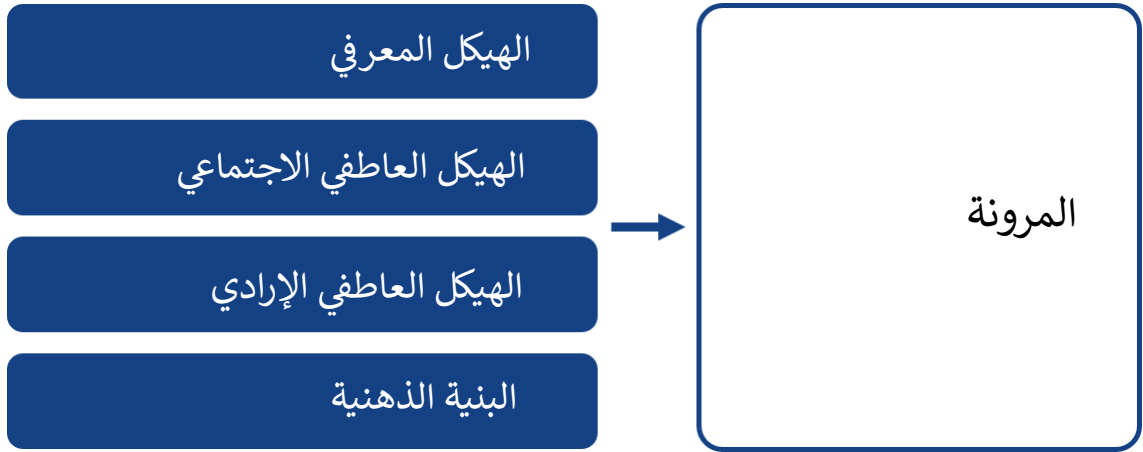 الهيكل المعرفي
الهيكل العاطفي الاجتماعي
الهيكل العاطفي الإرادي
البنية الذهنية
المرونة